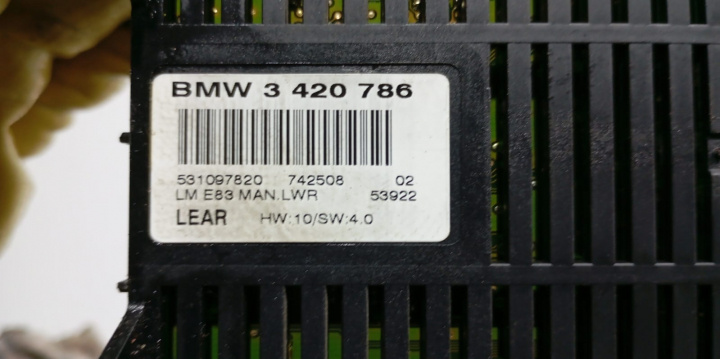 BMW 3 420 786
531097820 742508 02
LM E83 MAN.LWR 53922
LEAR HW:10/SW:4.0